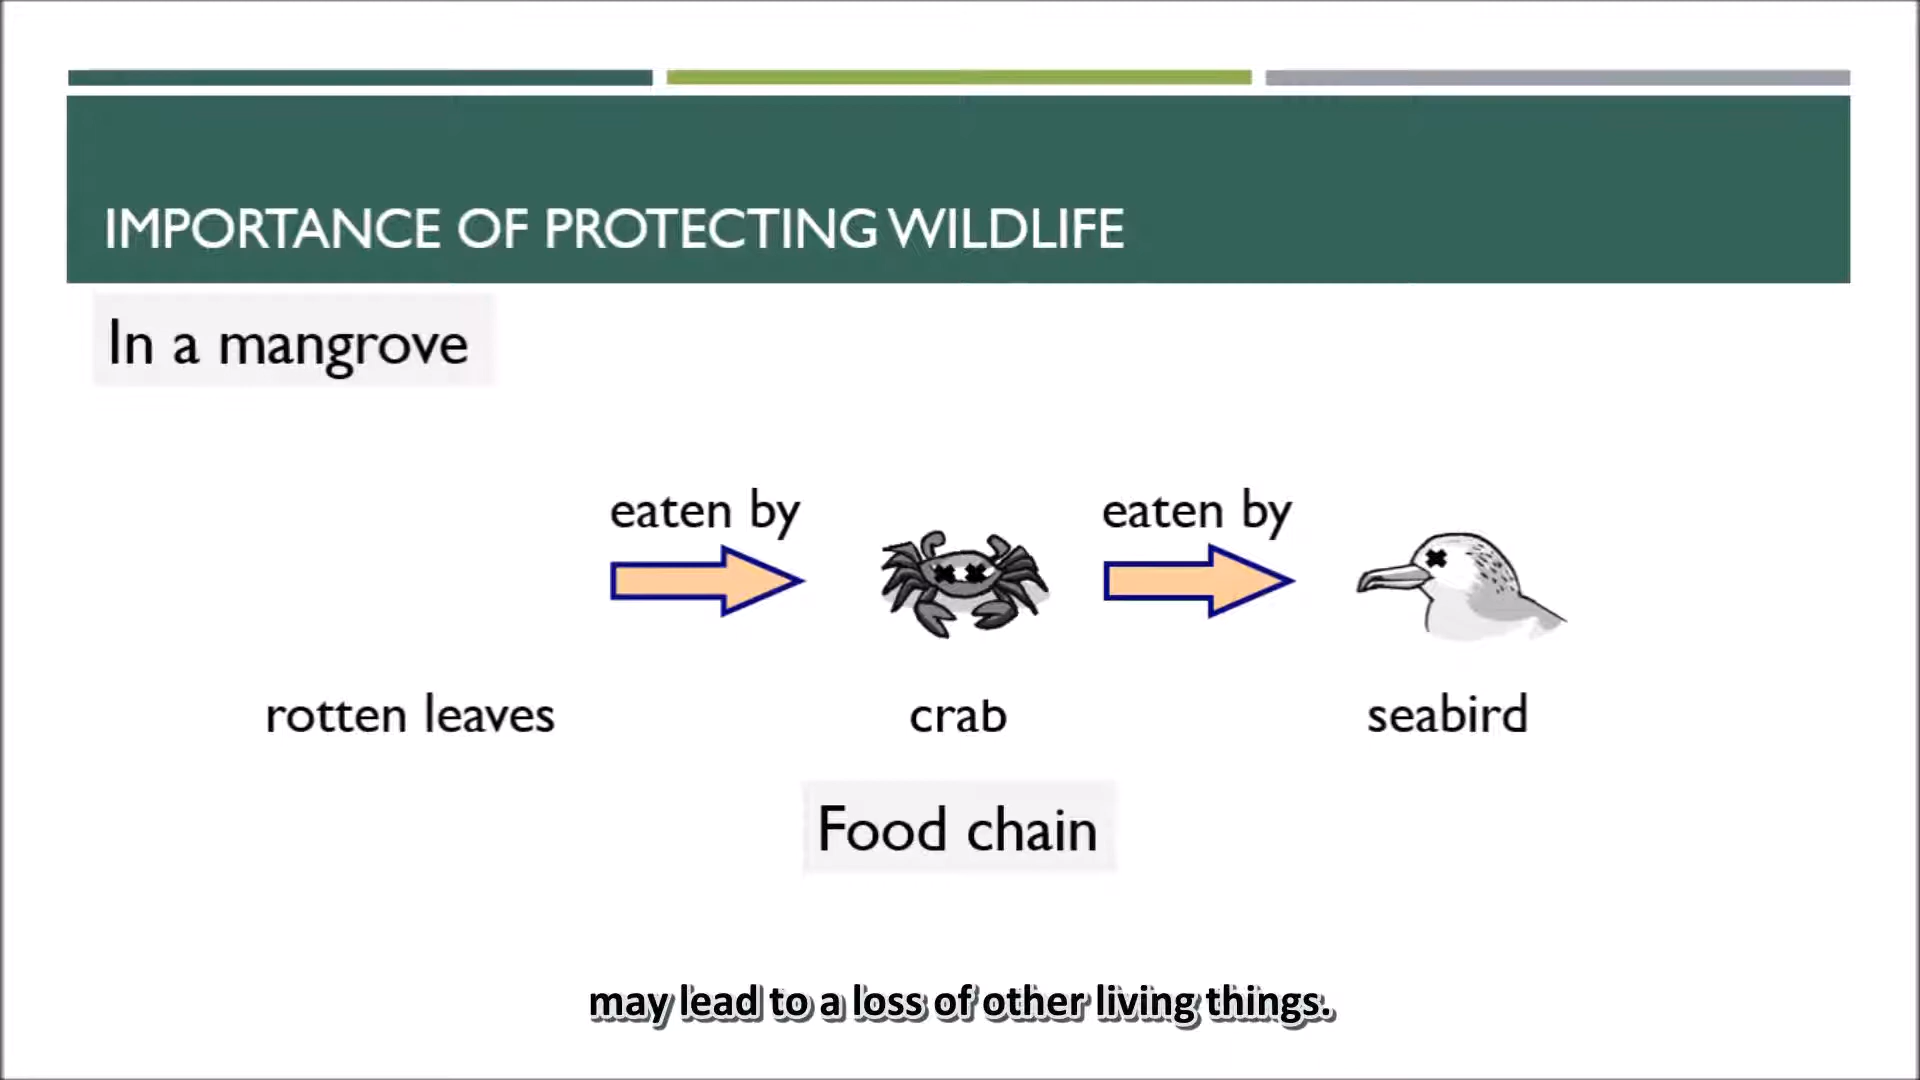 IMPORTANCE OF PROTECTING WILDLIFE
In a mangrove
eaten by
eaten by
rotten leaves
crab
seabird
Food chain
may lead to a loss of other living things.